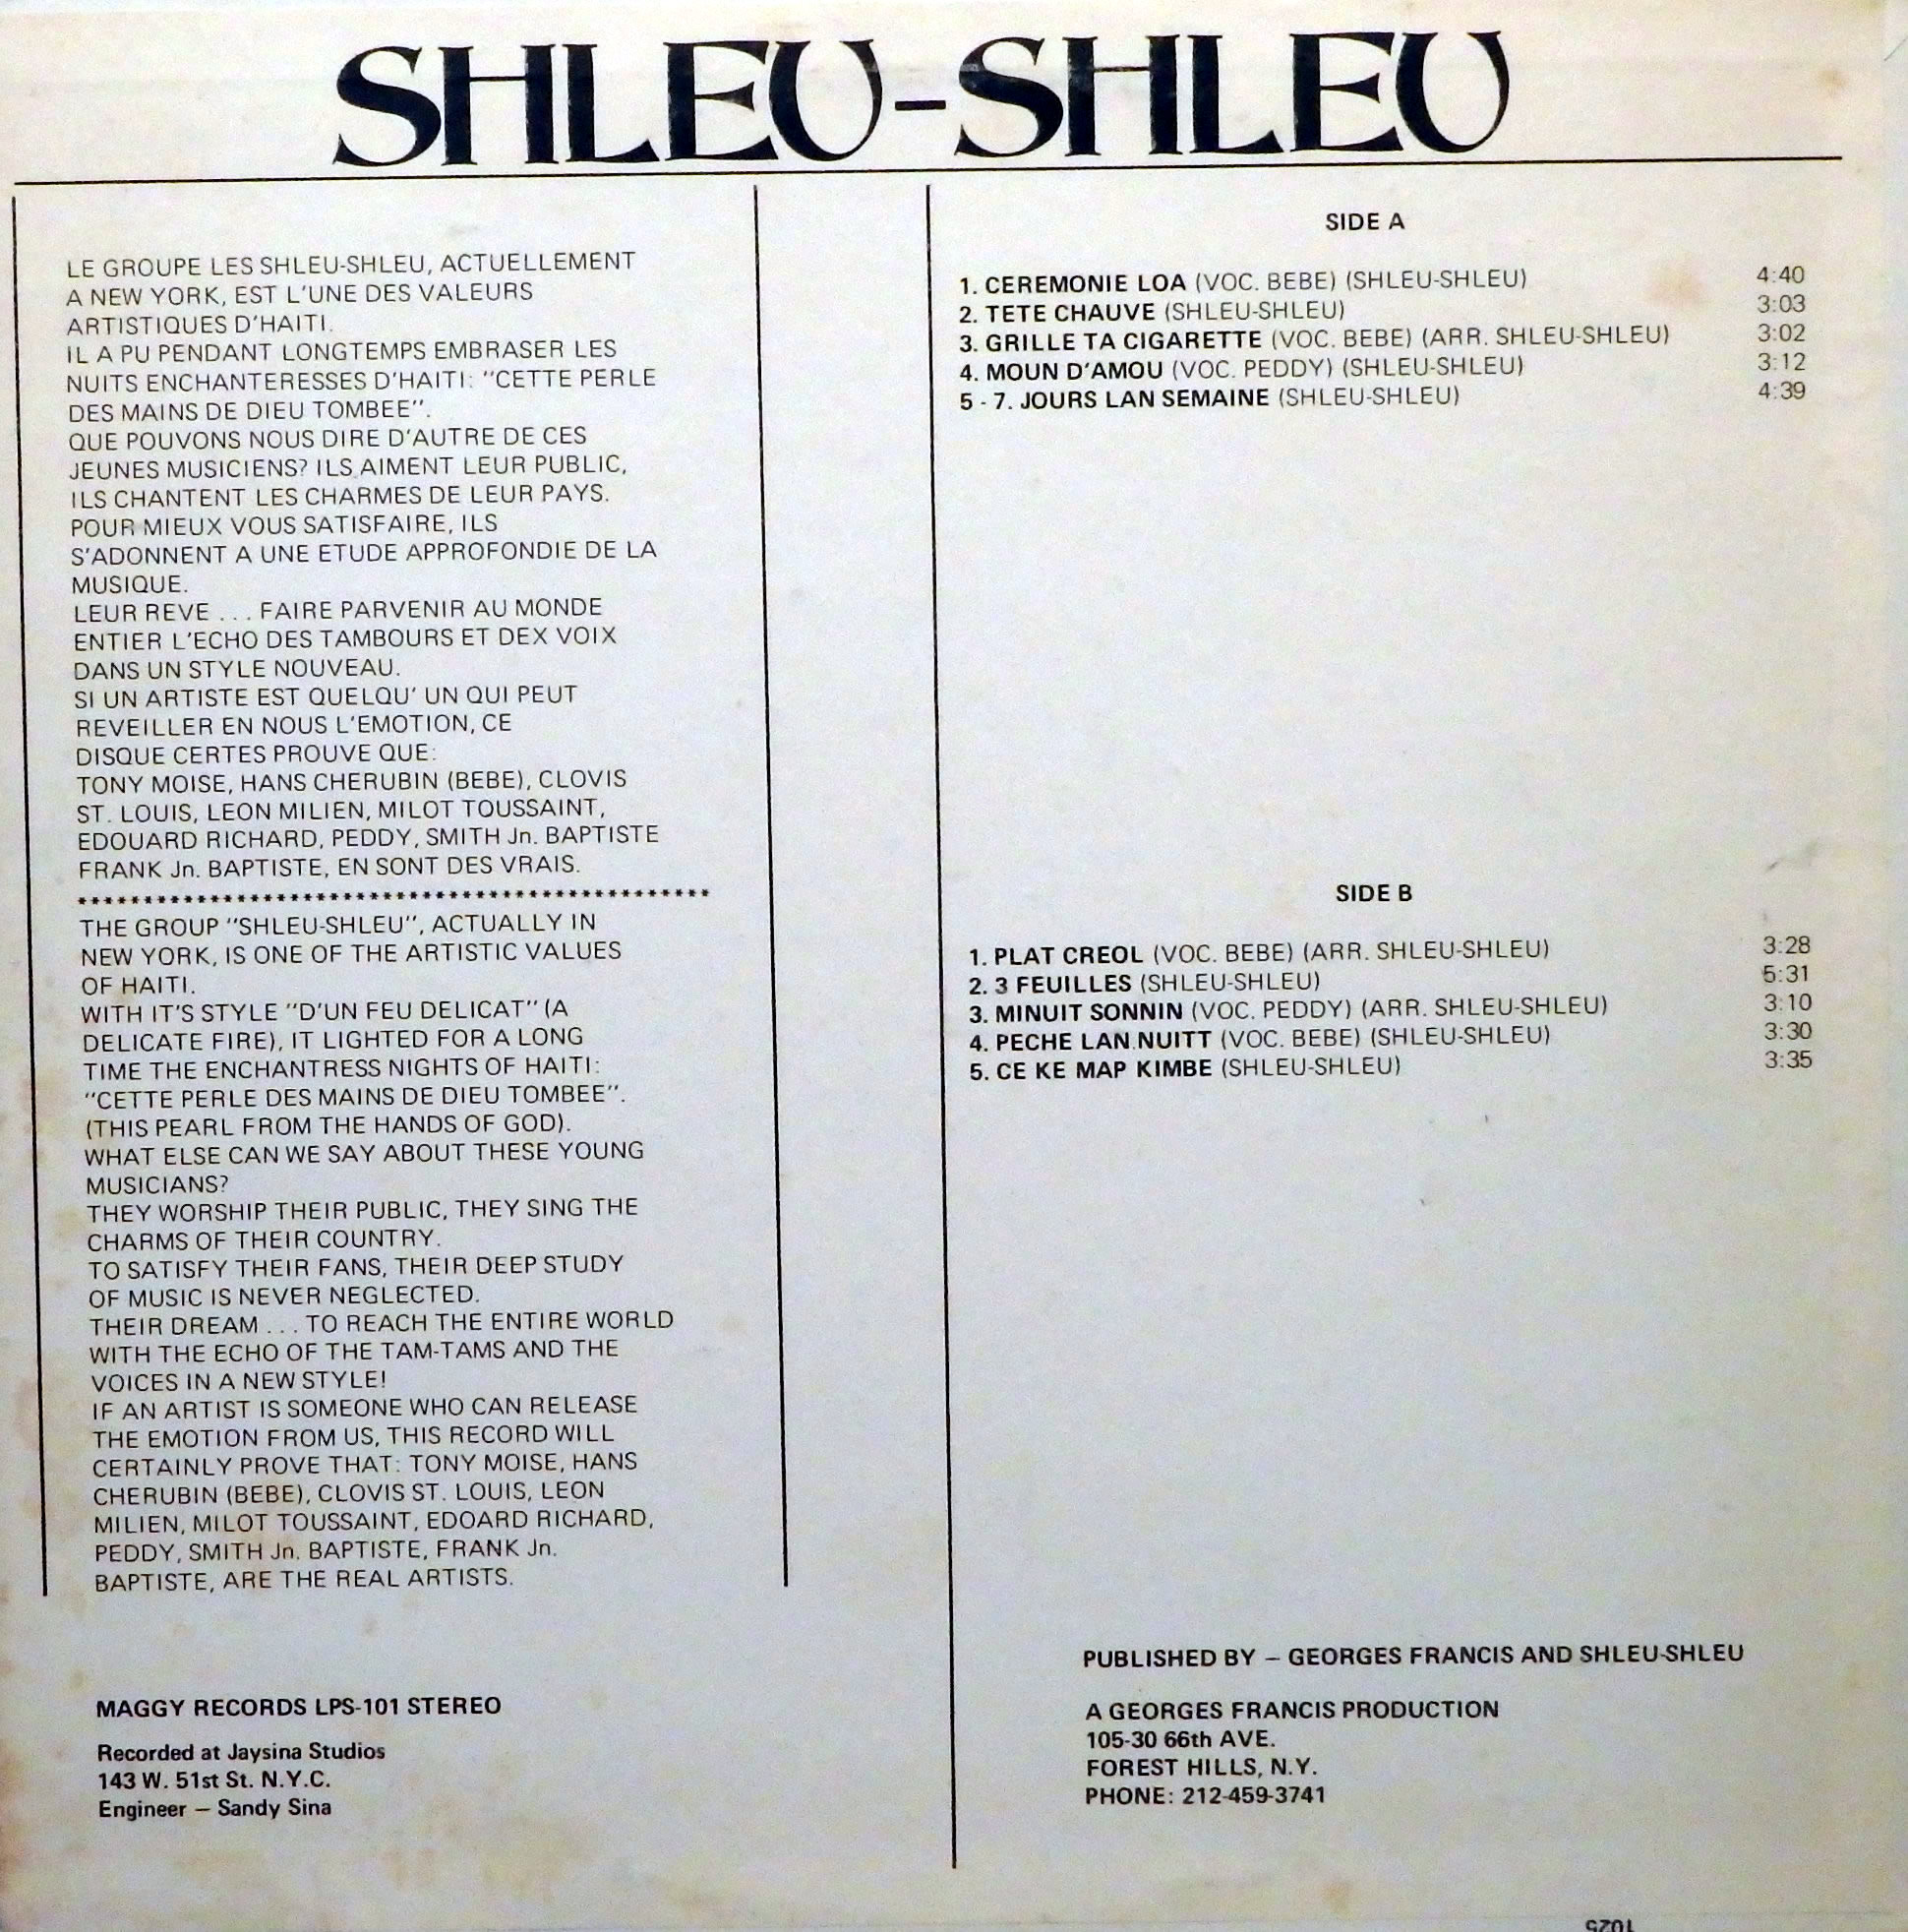 SHLEU-SHLEU
LE GROUPE LES SHLEU-SHLEU, ACTUELLEMENT
A NEW YORK, EST L'UNE DES VALEURS
ARTISTIQUES D'HAITI.
IL A PU PENDANT LONGTEMPS EMBRASER LES
NUITS ENCHANTERESSES D'HAITI: "CETTE PERLE
DES MAINS DE DIEU TOMBEE".
QUE POUVONS NOUS DIRE D'AUTRE DE CES
JEUNES MUSICIENS? ILS AIMENT LEUR PUBLIC,
ILS CHANTENT LES CHARMES DE LEUR PAYS.
POUR MIEUX VOUS SATISFAIRE, ILS
S'ADONNENT A UNE ETUDE APPROFONDIE DE LA
MUSIQUE.
LEUR REVE ... FAIRE PARVENIR AU MONDE
ENTIER L'ECHO DES TAMBOURS ET DEX VOIX
DANS UN STYLE NOUVEAU.
SI UN ARTISTE EST QUELQU' UN QUI PEUT
REVEILLER EN NOUS L'EMOTION, CE
DISQUE CERTES PROUVE QUE:
TONY MOISE, HANS CHERUBIN (BEBE), CLOVIS
ST. LOUIS, LEON MILIEN, MILOT TOUSSAINT,
EDOUARD RICHARD, PEDDY, SMITH Jn. BAPTISTE
FRANK Jn. BAPTISTE, EN SONT DES VRAIS.
**************************************************
THE GROUP "SHLEU-SHLEU", ACTUALLY IN
NEW YORK, IS ONE OF THE ARTISTIC VALUES
OF HAITI.
WITH IT'S STYLE "D'UN FEU DELICAT" (A
DELICATE FIRE), IT LIGHTED FOR A LONG
TIME THE ENCHANTRESS NIGHTS OF HAITI:
"CETTE PERLE DES MAINS DE DIEU TOMBEE".
(THIS PEARL FROM THE HANDS OF GOD).
WHAT ELSE CAN WE SAY ABOUT THESE YOUNG
MUSICIANS?
THEY WORSHIP THEIR PUBLIC, THEY SING THE
CHARMS OF THEIR COUNTRY.
TO SATISFY THEIR FANS, THEIR DEEP STUDY
OF MUSIC IS NEVER NEGLECTED.
THEIR DREAM ... TO REACH THE ENTIRE WORLD
WITH THE ECHO OF THE TAM-TAMS AND THE
VOICES IN A NEW STYLE!
IF AN ARTIST IS SOMEONE WHO CAN RELEASE
THE EMOTION FROM US, THIS RECORD WILL
CERTAINLY PROVE THAT: TONY MOISE, HANS
CHERUBIN (BEBE), CLOVIS ST. LOUIS, LEON
MILIEN, MILOT TOUSSAINT, EDOARD RICHARD,
PEDDY, SMITH Jn. BAPTISTE, FRANK Jn.
BAPTISTE, ARE THE REAL ARTISTS.
MAGGY RECORDS LPS-101 STEREO
Recorded at Jaysina Studios
143 W. 51st St. N.Y.C.
Engineer – Sandy Sina
SIDE A
1. CEREMONIE LOA (VOC. BEBE) (SHLEU-SHLEU) 4:40
2. TETE CHAUVE (SHLEU-SHLEU) 3:03
3. GRILLE TA CIGARETTE (VOC. BEBE) (ARR. SHLEU-SHLEU) 3:02
4. MOUN D'AMOU (VOC. PEDDY) (SHLEU-SHLEU) 3:12
5 - 7. JOURS LAN SEMAINE (SHLEU-SHLEU) 4:39
SIDE B
1. PLAT CREOL (VOC. BEBE) (ARR. SHLEU-SHLEU) 3:28
2. 3 FEUILLES (SHLEU-SHLEU) 5:31
3. MINUIT SONNIN (VOC. PEDDY) (ARR. SHLEU-SHLEU) 3:10
4. PECHE LAN NUITT (VOC. BEBE) (SHLEU-SHLEU) 3:30
5. CE KE MAP KIMBE (SHLEU-SHLEU) 3:35
PUBLISHED BY – GEORGES FRANCIS AND SHLEU-SHLEU
A GEORGES FRANCIS PRODUCTION
105-30 66th AVE.
FOREST HILLS, N.Y.
PHONE: 212-459-3741
1025